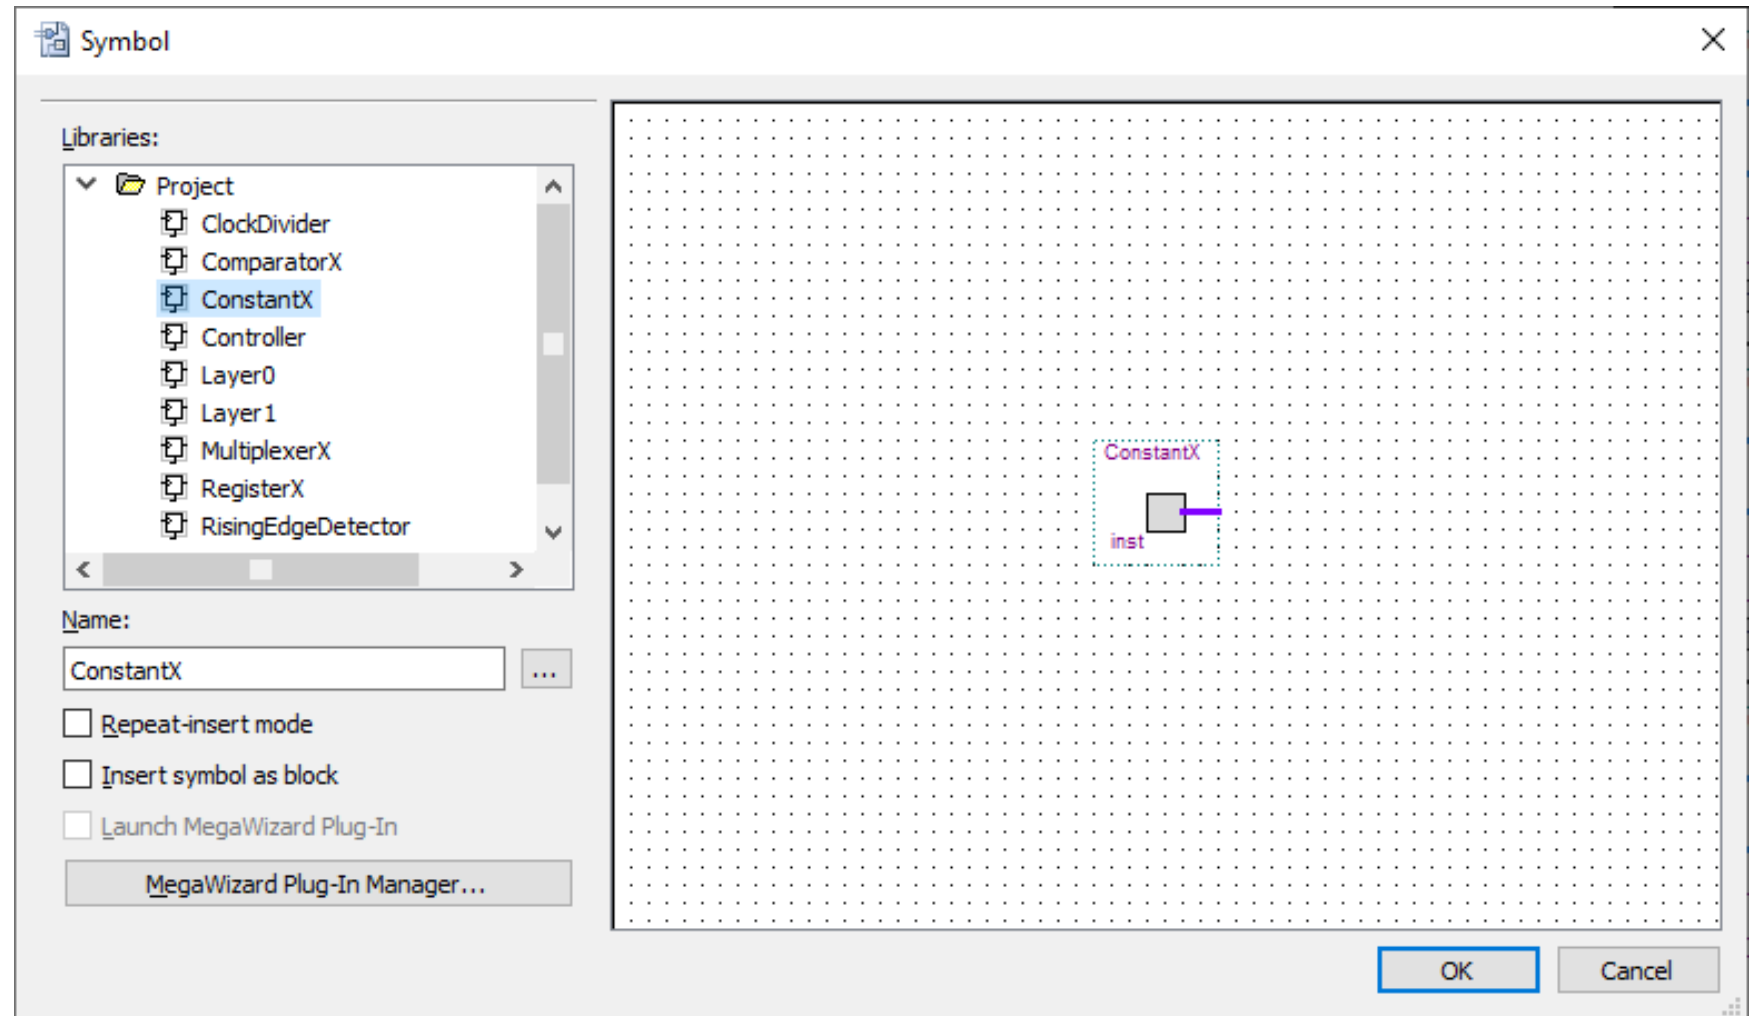 Symbol
Libraries:
Project
ClockDivider
ComparatorX
ConstantX
Controller
Layer0
Layer1
MultiplexerX
RegisterX
RisingEdgeDetector
Name:
ConstantX
...
Repeat-insert mode
Insert symbol as block
Launch MegaWizard Plug-In
MegaWizard Plug-In Manager...
ConstantX
inst
OK
Cancel